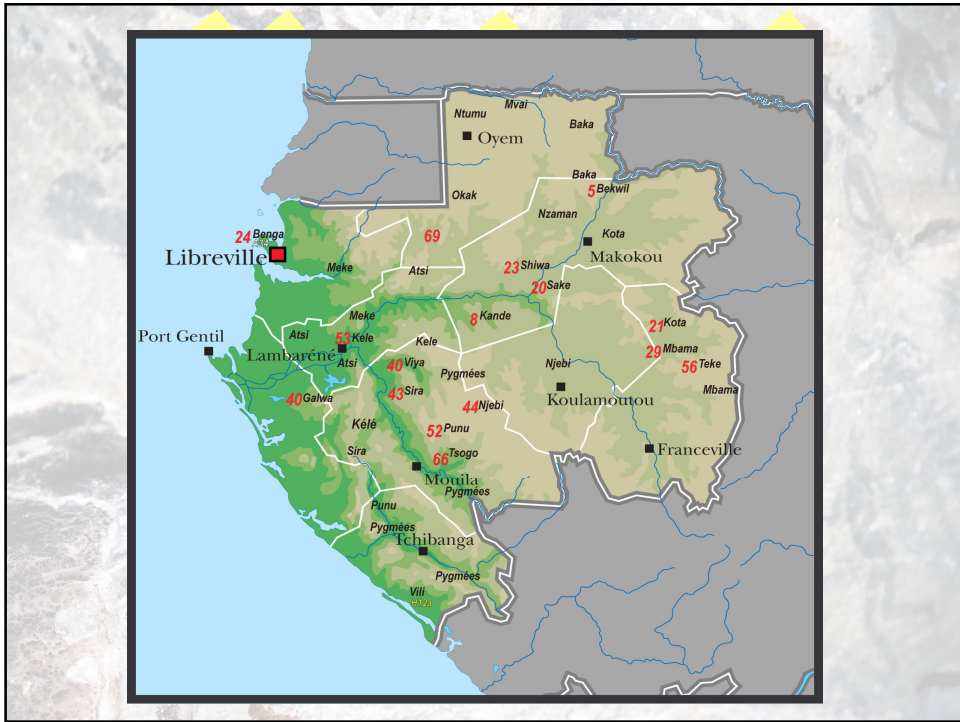 Mvai
Ntumu
Baka
Oyem
Baka
5 Bekwil
Okak
Nzaman
24 Benga
69
Kota
Makokou
Libreville
Meke
Atsi
23 Shiwa
20 Sake
Meke
8 Kande
21 Kota
Port Gentil
Atsi
53 Kele
Kele
29 Mbama
Lambaréné
Atsi
40 Viya
Pygmées
Njebi
56 Teke
Koulamoutou
Mbama
40 Galwa
43 Sira
44 Njebi
Kélé
52 Punu
Sira
66 Tsogo
Franceville
Mouila
Pygmées
Punu
Pygmées
Tchibanga
Pygmées
Vili
H12a